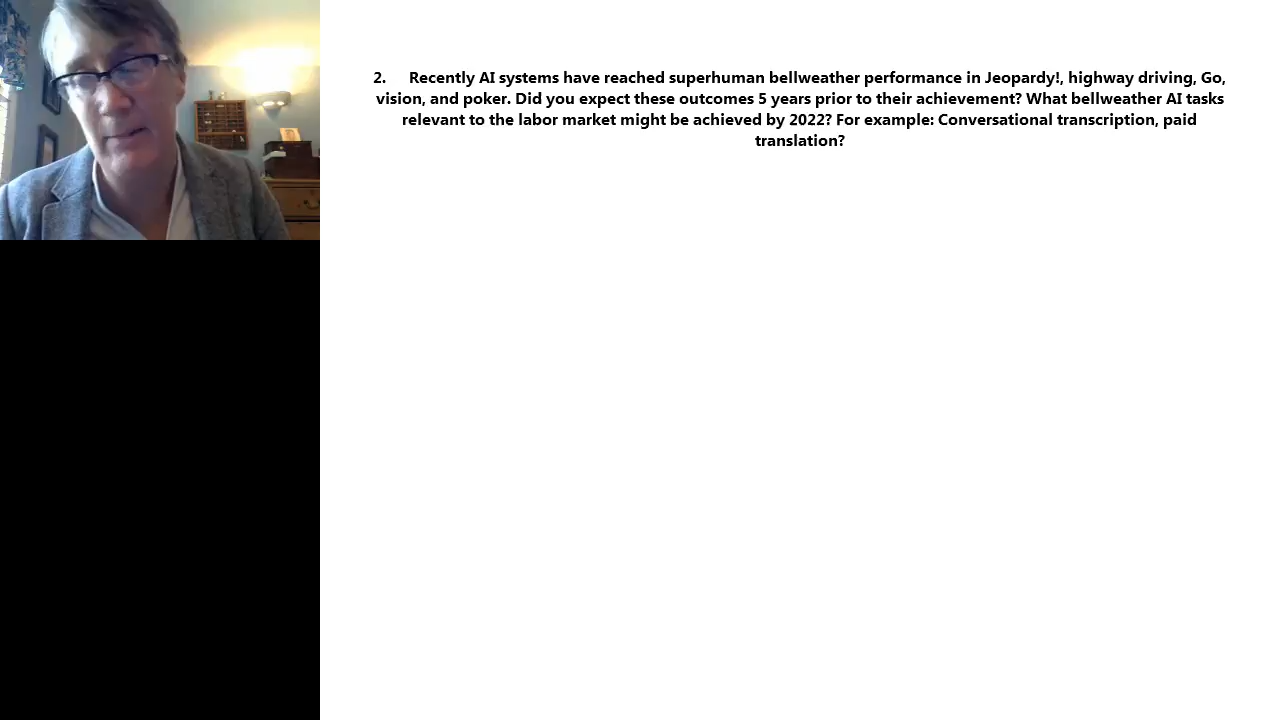 2. Recently AI systems have reached superhuman bellweather performance in Jeopardy!, highway driving, Go,
vision, and poker. Did you expect these outcomes 5 years prior to their achievement? What bellweather AI tasks
relevant to the labor market might be achieved by 2022? For example: Conversational transcription, paid
translation?